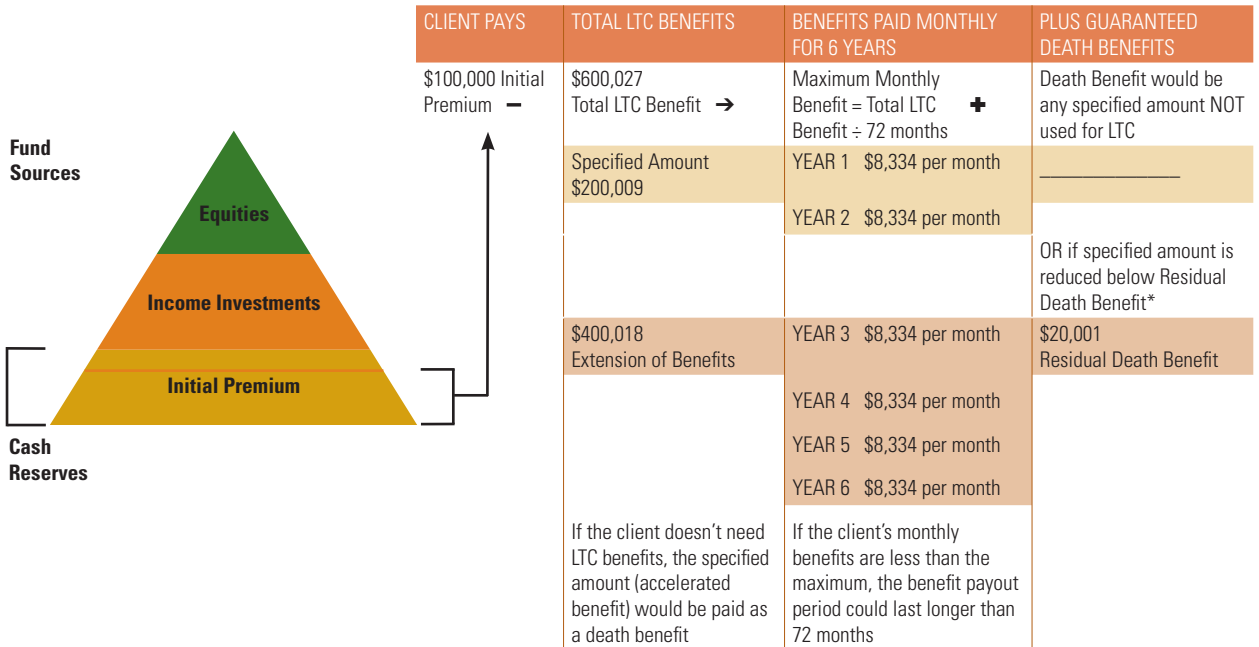 Fund
Sources
Equities
Income Investments
Initial Premium
Cash
Reserves
CLIENT PAYS
$100,000 Initial
Premium –
TOTAL LTC BENEFITS
$600,027
Total LTC Benefit ➔
Specified Amount
$200,009
$400,018
Extension of Benefits
If the client doesn’t need
LTC benefits, the specified
amount (accelerated
benefit) would be paid as
a death benefit
BENEFITS PAID MONTHLY
FOR 6 YEARS
Maximum Monthly
Benefit = Total LTC ✚
Benefit ÷ 72 months
YEAR 1 $8,334 per month
YEAR 2 $8,334 per month
YEAR 3 $8,334 per month
YEAR 4 $8,334 per month
YEAR 5 $8,334 per month
YEAR 6 $8,334 per month
If the client’s monthly
benefits are less than the
maximum, the benefit payout
period could last longer than
72 months
PLUS GUARANTEED
DEATH BENEFITS
Death Benefit would be
any specified amount NOT
used for LTC
______________
OR if specified amount is
reduced below Residual
Death Benefit*
$20,001
Residual Death Benefit